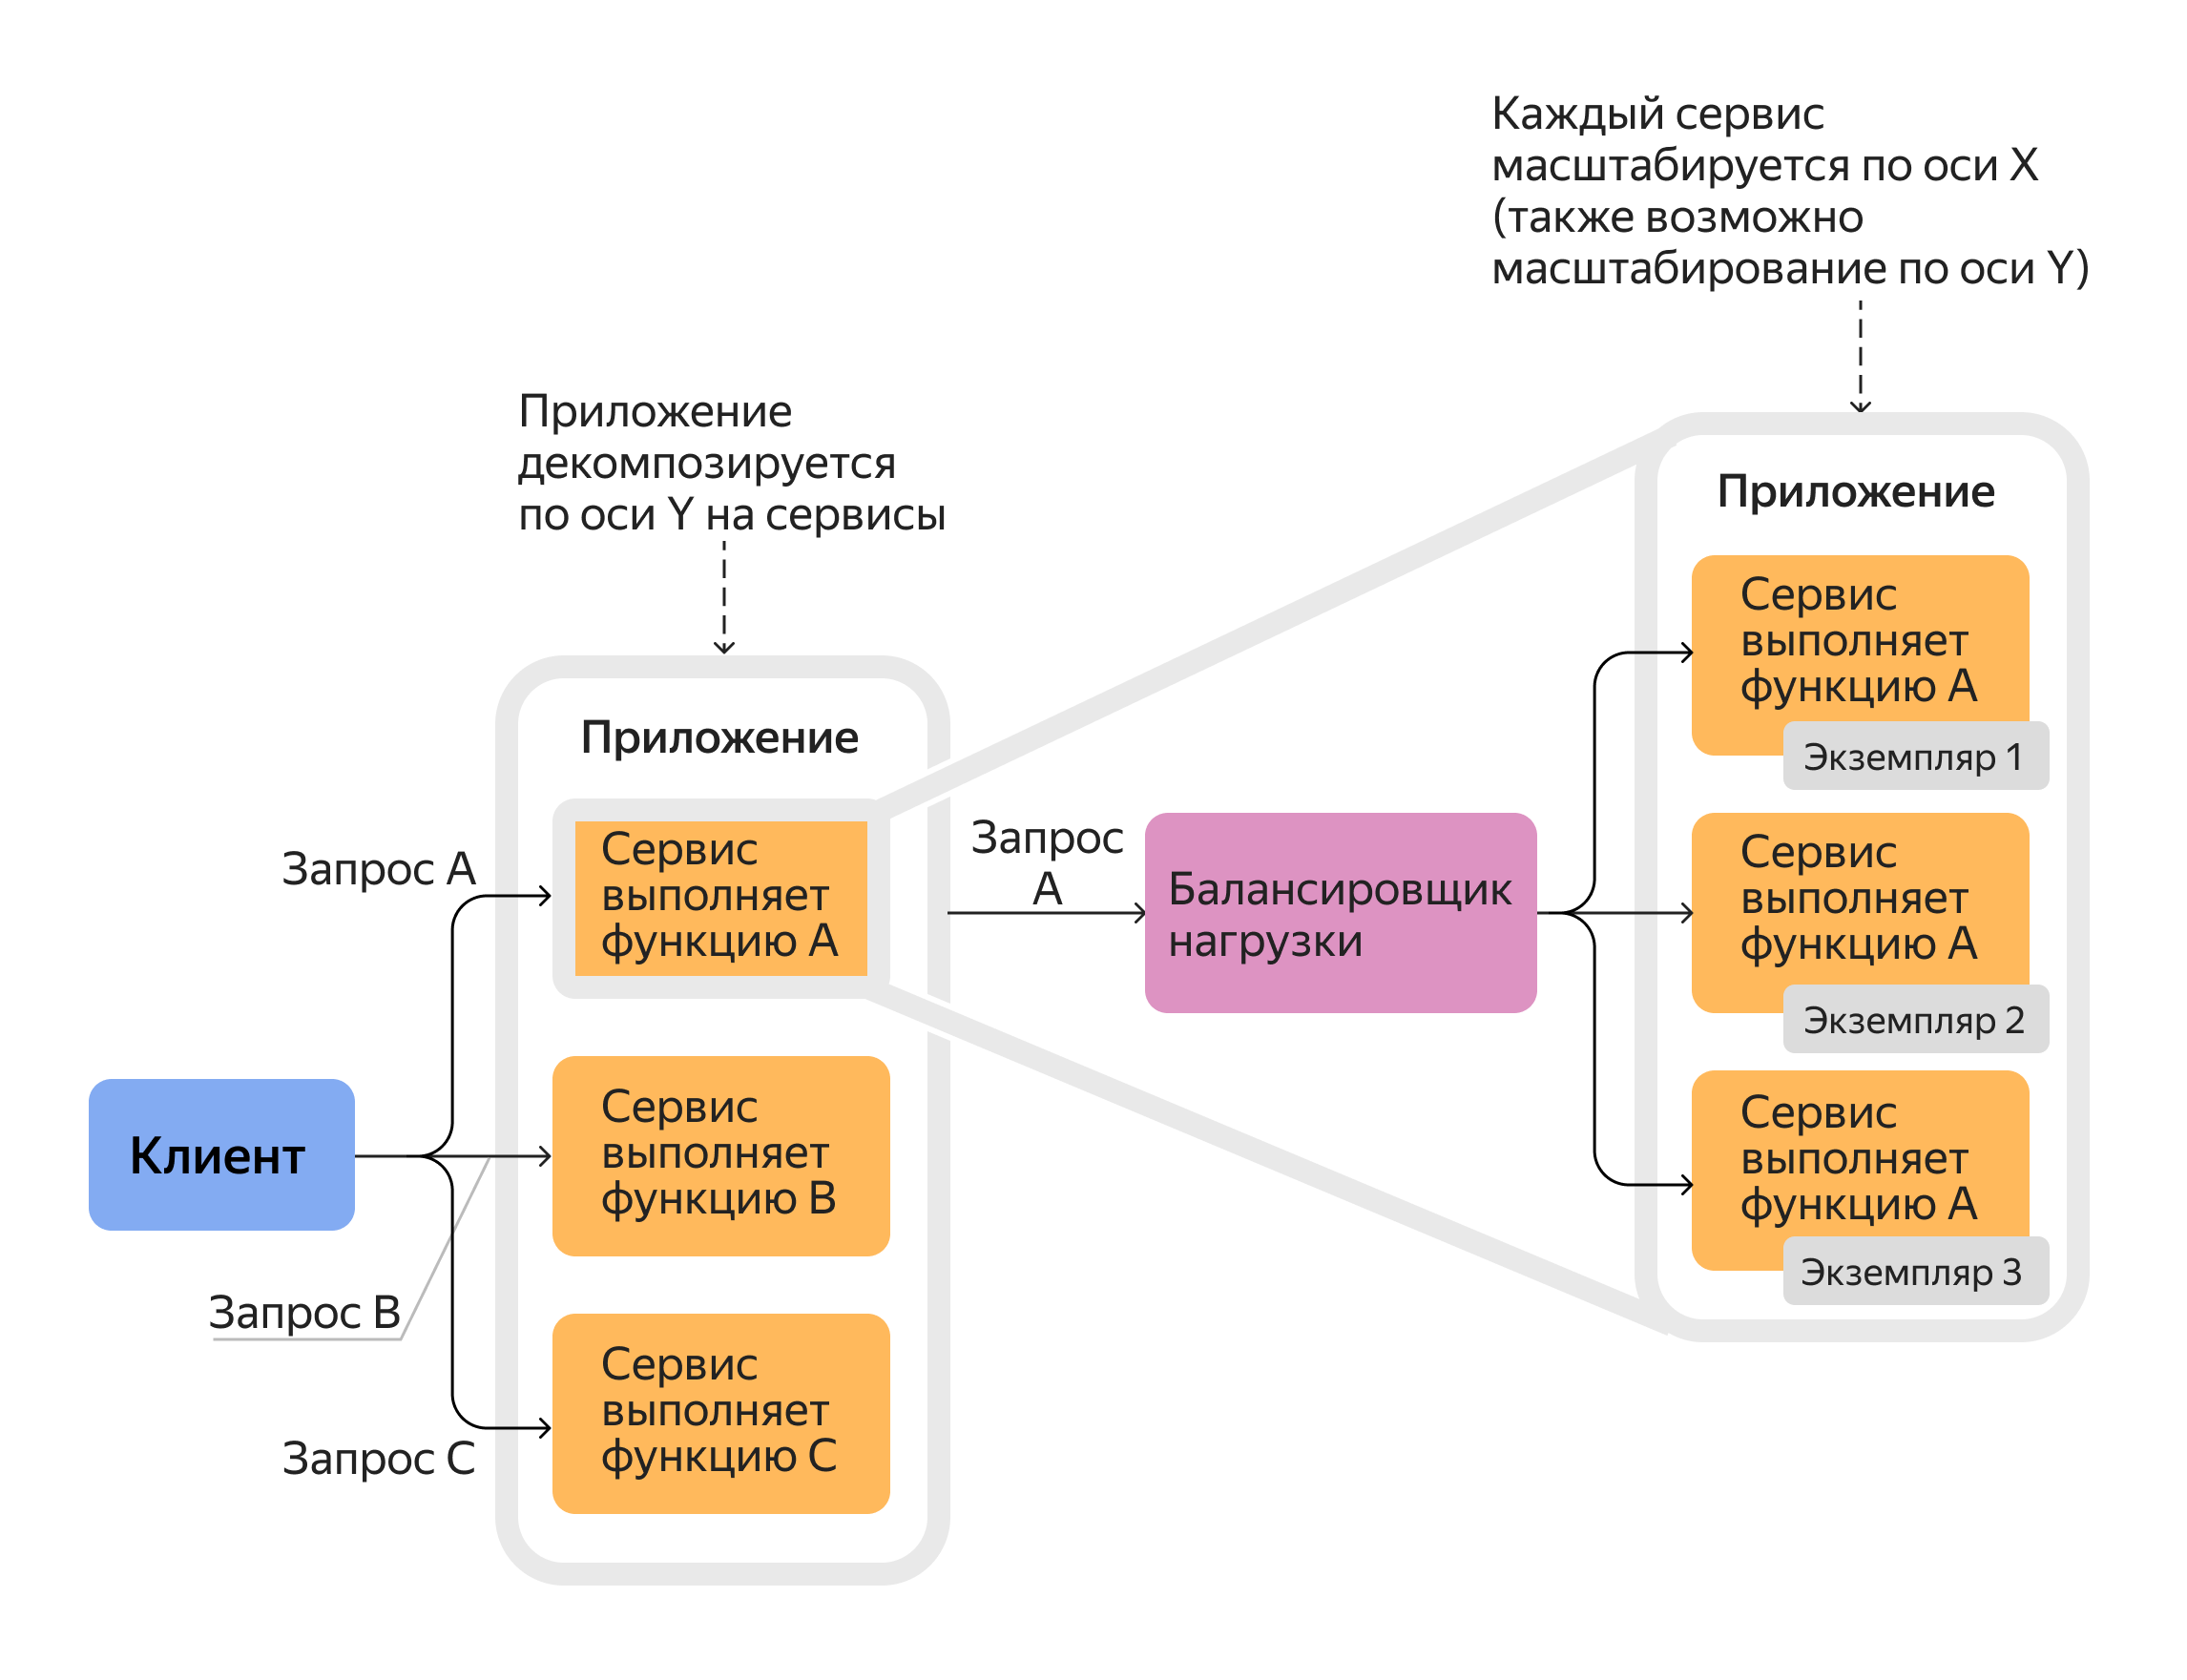 Каждый сервис
масштабируется по оси X
(также возможно
масштабирование по оси Y)
Приложение
декомпозируется
по оси Y на сервисы
Приложение
Сервис
выполняет
функцию A
Сервис
выполняет
функцию B
Сервис
выполняет
функцию C
Клиент
Запрос A
Запрос B
Запрос C
Запрос
A
Балансировщик
нагрузки
Приложение
Сервис
выполняет
функцию A
Экземпляр 1
Сервис
выполняет
функцию A
Экземпляр 2
Сервис
выполняет
функцию A
Экземпляр 3